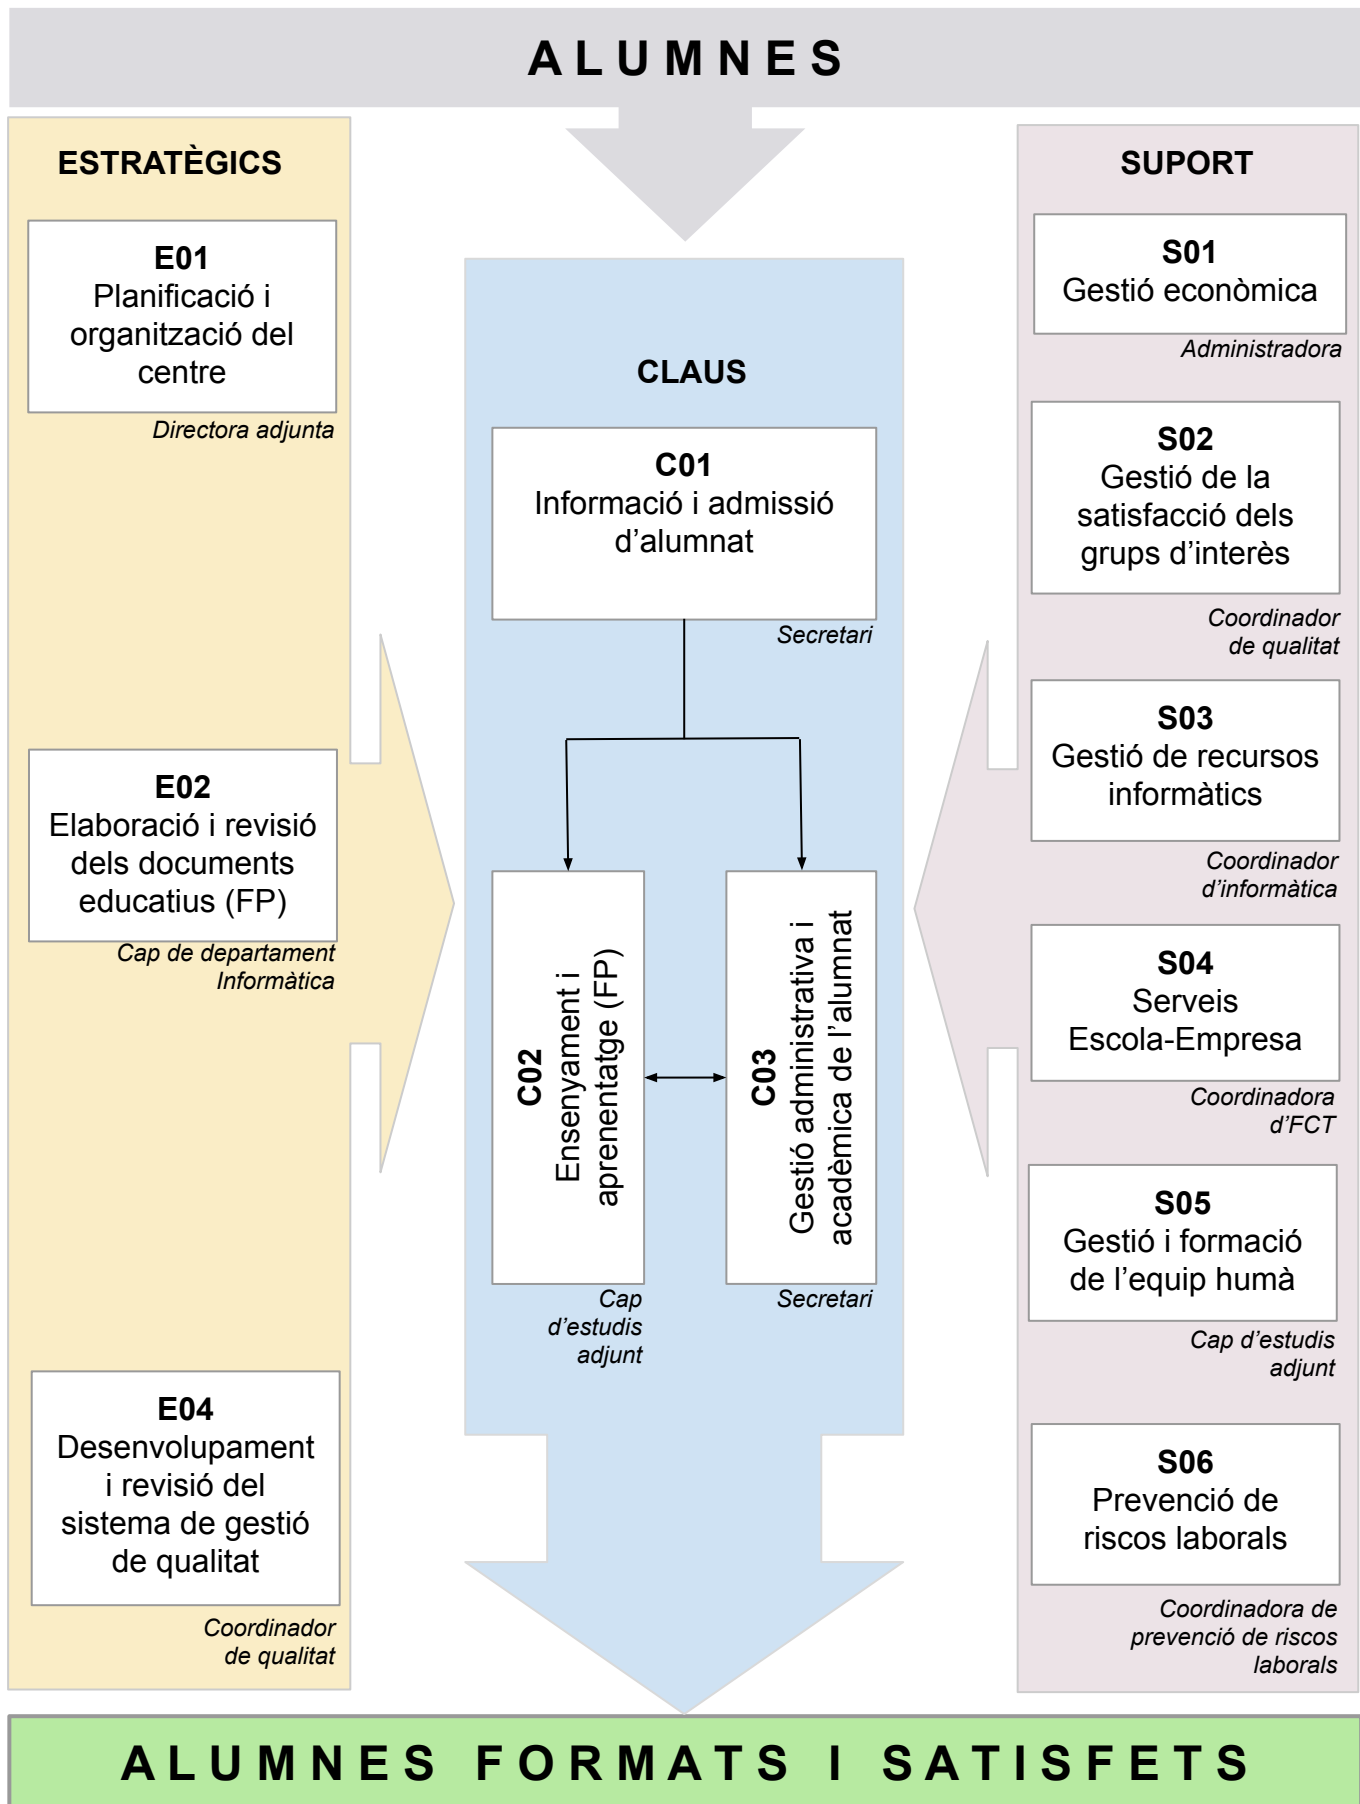 ALUMNES
ESTRATÈGICS
E01
Planificació i
organització del
centre
Directora adjunta
E02
Elaboració i revisió
dels documents
educatius (FP)
Cap de departament
Informàtica
E04
Desenvolupament
i revisió del
sistema de gestió
de qualitat
Coordinador
de qualitat
CLAUS
C01
Informació i admissió
d’alumnat
Secretari
C02
Ensenyament i
aprenentatge (FP)
Cap
d'estudis
adjunt
C03
Gestió administrativa i
acadèmica de l’alumnat
Secretari
SUPORT
S01
Gestió econòmica
Administradora
S02
Gestió de la
satisfacció dels
grups d’interès
Coordinador
de qualitat
S03
Gestió de recursos
informàtics
Coordinador
d’informàtica
S04
Serveis
Escola-Empresa
Coordinadora
d’FCT
S05
Gestió i formació
de l’equip humà
Cap d’estudis
adjunt
S06
Prevenció de
riscos laborals
Coordinadora de
prevenció de riscos
laborals
ALUMNES FORMATS I SATISFETS